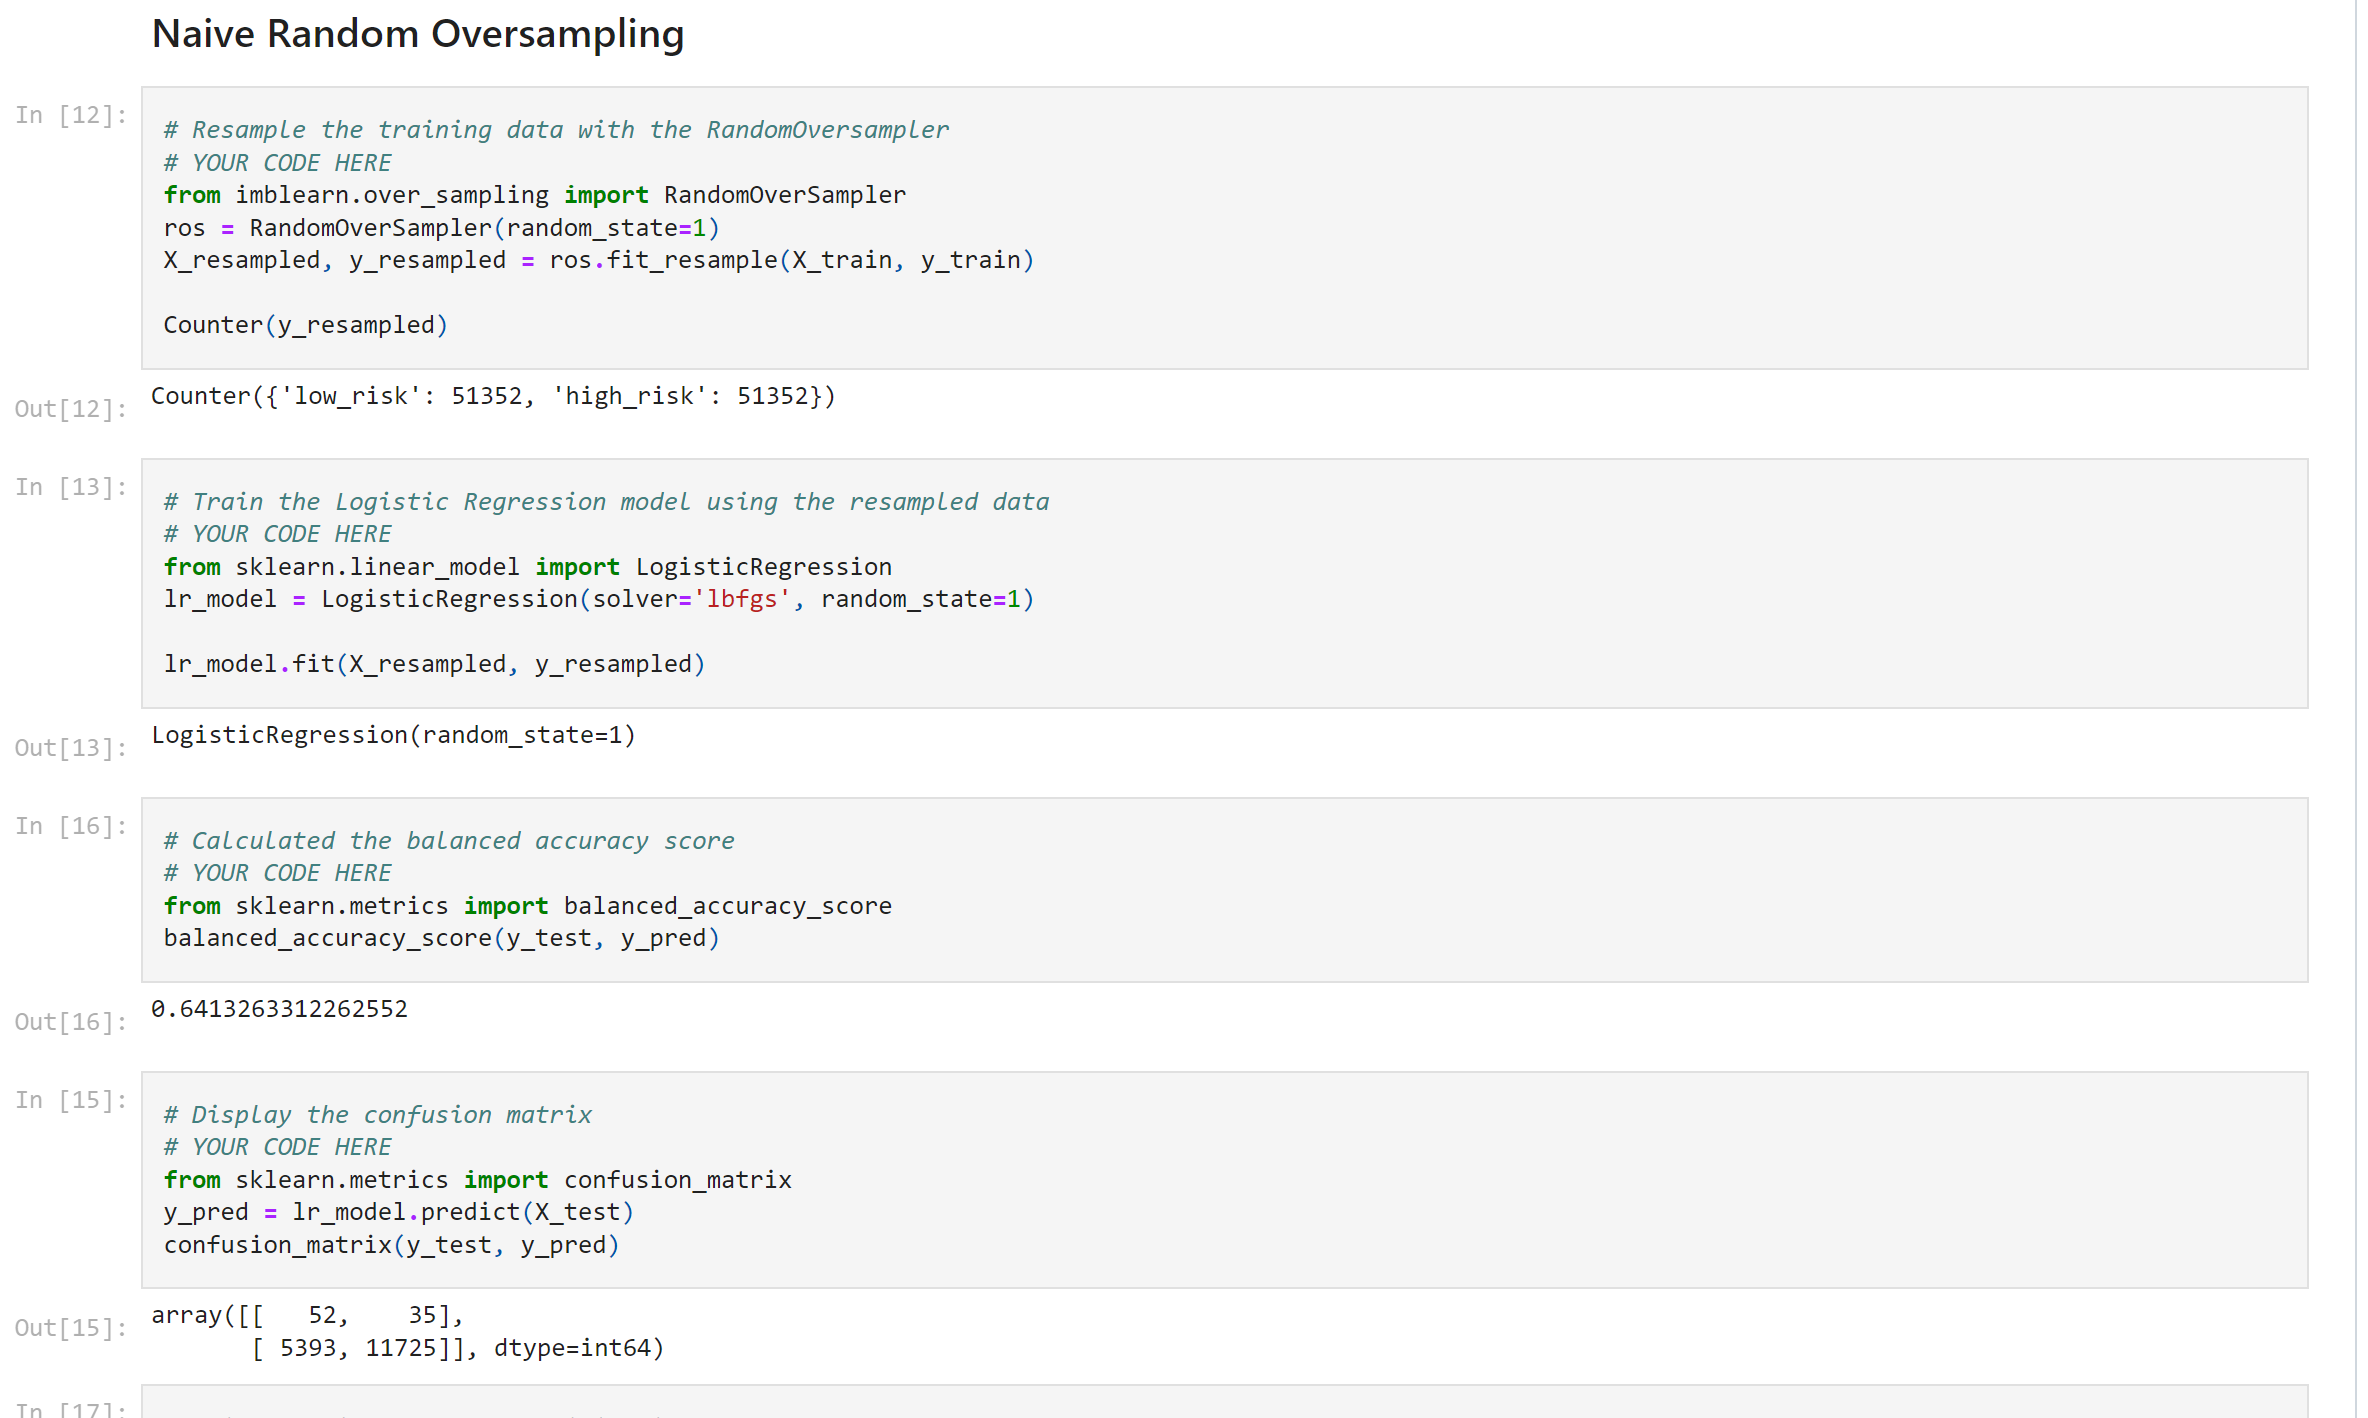 Naive Random Oversampling
In [12]:
# Resample the training data with the RandomOversampler
# YOUR CODE HERE
from imblearn.over_sampling import RandomOverSampler
ros = RandomOverSampler(random_state=1)
X_resampled, y_resampled = ros.fit_resample(X_train, y_train)
Counter(y_resampled)
Out[12]:
Counter({'low_risk': 51352, 'high_risk': 51352})
In [13]:
# Train the Logistic Regression model using the resampled data
# YOUR CODE HERE
from sklearn.linear_model import LogisticRegression
lr_model = LogisticRegression(solver='lbfgs', random_state=1)
lr_model.fit(X_resampled, y_resampled)
Out[13]:
LogisticRegression(random_state=1)
In [16]:
# Calculated the balanced accuracy score
# YOUR CODE HERE
from sklearn.metrics import balanced_accuracy_score
balanced_accuracy_score(y_test, y_pred)
Out[16]:
0.6413263312262552
In [15]:
# Display the confusion matrix
# YOUR CODE HERE
from sklearn.metrics import confusion_matrix
y_pred = lr_model.predict(X_test)
confusion_matrix(y_test, y_pred)
Out[15]:
array([[   52,    35],
       [ 5393, 11725]], dtype=int64)
In [17]: